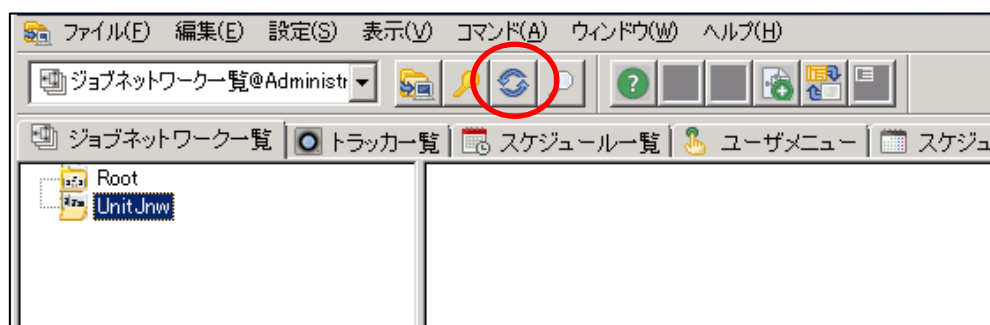 ファイル(F) 編集(E) 設定(S) 表示(V) コマンド(A) ウィンドウ(W) ヘルプ(H)
ジョブネットワーク一覧@Administr
ジョブネットワーク一覧 トラッカー一覧 スケジュール一覧 ユーザメニュー スケジュ
Root
UnitJnw